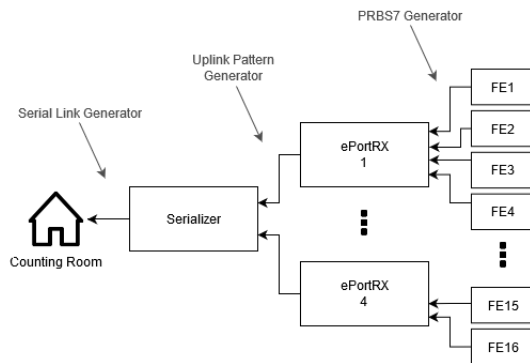 PRBS7 Generator
Uplink Pattern
Generator
Serial Link Generator
FE1
FE2
FE3
FE4
ePortRX
1
Serializer
Counting Room
ePortRX
4
FE15
FE16